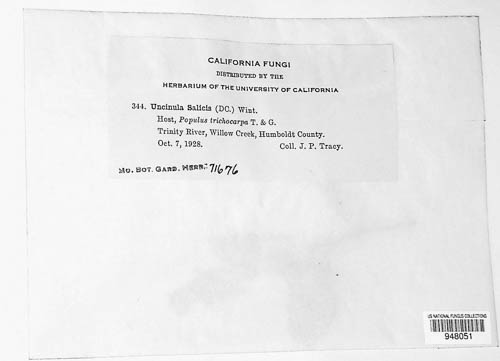 CALIFORNIA FUNGI
DISTRIBUTED BY THE
HERBARIUM OF THE UNIVERSITY OF CALIFORNIA
344. Uncinula Salicis (DC.) Wint.
Host, Populus trichocarpa T. & G.
Trinity River, Willow Creek, Humboldt County.
Oct. 7, 1928. Coll. J. P. Tracy.
MO. BOT. GARD. HERB. 71676
US NATIONAL FUNGUS COLLECTIONS
948051